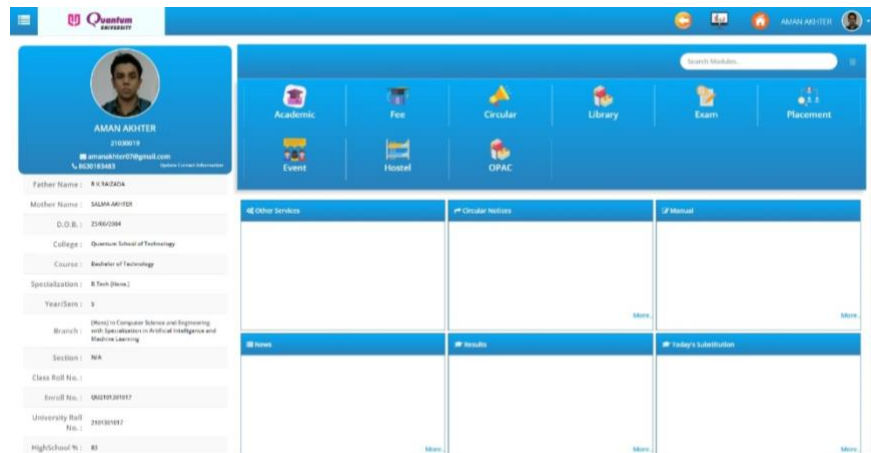 Quantum
UNIVERSITY
AMAN AKHTER
Search Modules..
AMAN AKHTER
21030019
amanakhter07@gmail.com
8630183483 Update Contact Information
Academic Fee Circular Library Exam Placement
Event Hostel OPAC
Father Name : R K RAIZADA
Mother Name : SALMA AKHTER
D.O.B. : 25/06/2004
College : Quantum School of Technology
Course : Bachelor of Technology
Specialization : B.Tech (Hons.)
Year/Sem : 5
Branch : (Hons) in Computer Science and Engineering
with Specialization in Artificial Intelligence and
Machine Learning
Section : N/A
Class Roll No. :
Enroll No. :
University Roll
No. : 2101301017
HighSchool % : 83
Other Services
Circular Notices
More..
Manual
More..
News
More..
Results
More..
Today's Substitution
More..